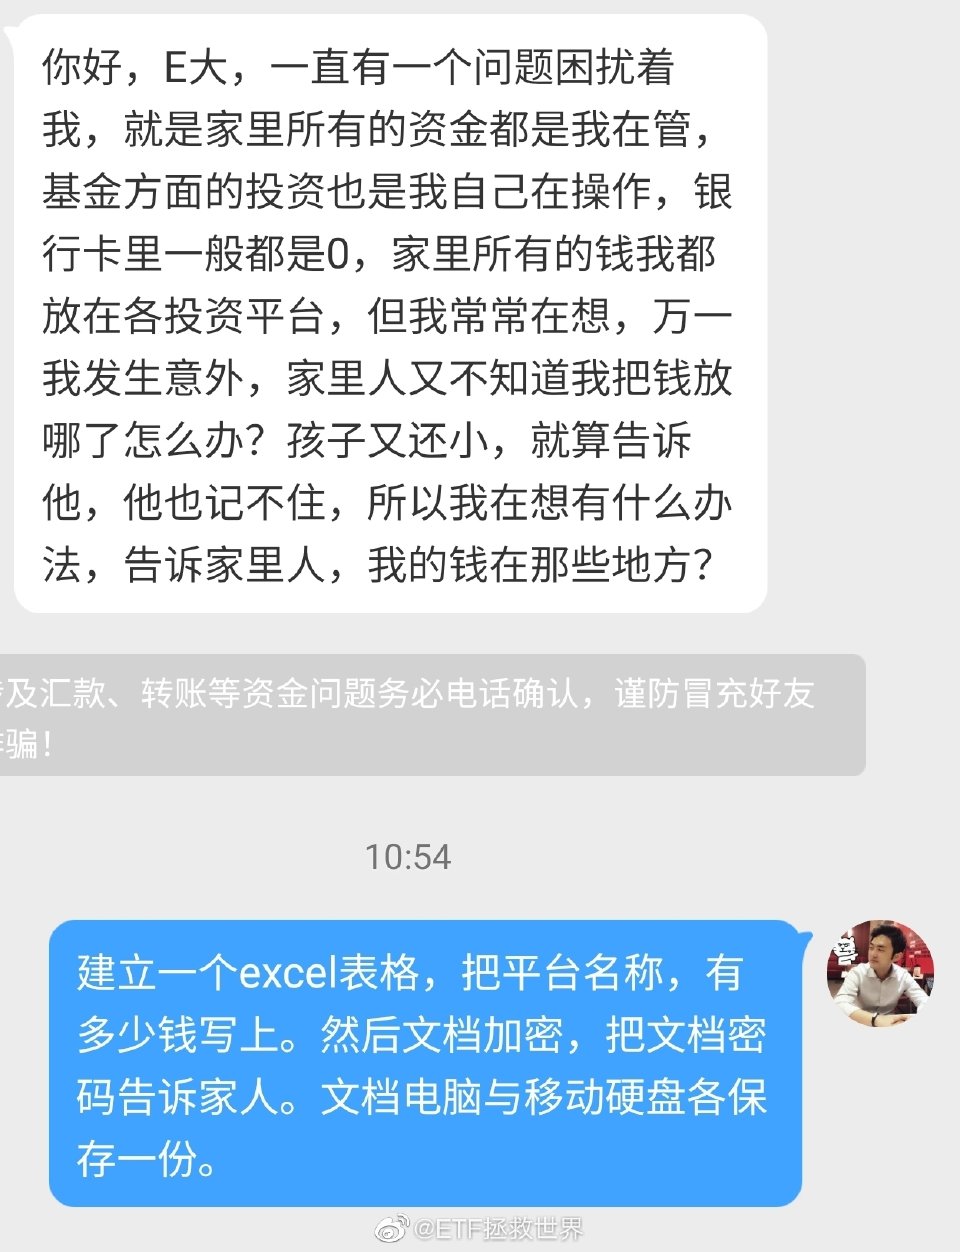 你好，E大，一直有一个问题困扰着
我，就是家里所有的资金都是我在管，
基金方面的投资也是我自己在操作，银
行卡里一般都是0，家里所有的钱我都
放在各投资平台，但我常常在想，万一
我发生意外，家里人又不知道我把钱放
哪了怎么办？孩子又还小，就算告诉
他，他也记不住，所以我在想有什么办
法，告诉家里人，我的钱在那些地方？
及汇款、转账等资金问题务必电话确认，谨防冒充好友
骗！
10:54
建立一个excel表格，把平台名称，有
多少钱写上。然后文档加密，把文档密
码告诉家人。文档电脑与移动硬盘各保
存一份。
@ETF拯救世界